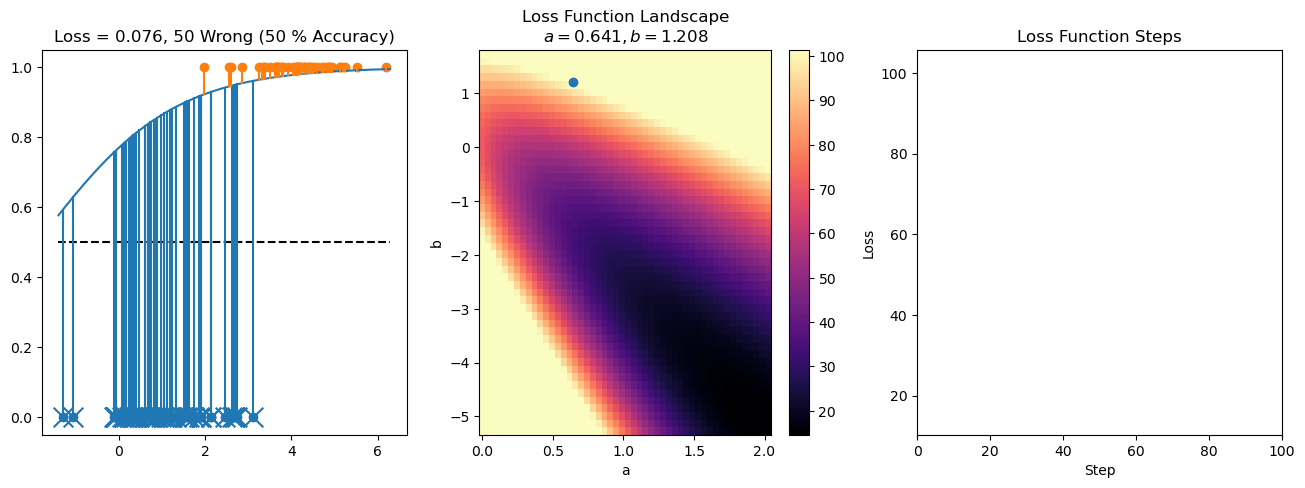 Loss = 0.076, 50 Wrong (50 % Accuracy)
1.0
0.8
0.6
0.4
0.2
0.0
0 2 4 6
Loss Function Landscape
a = 0.641, b = 1.208
b
1
0
−1
−2
−3
−4
−5
0.0 0.5 1.0 1.5 2.0
a
100
90
80
70
60
50
40
30
20
Loss Function Steps
Loss
100
80
60
40
20
0 20 40 60 80 100
Step